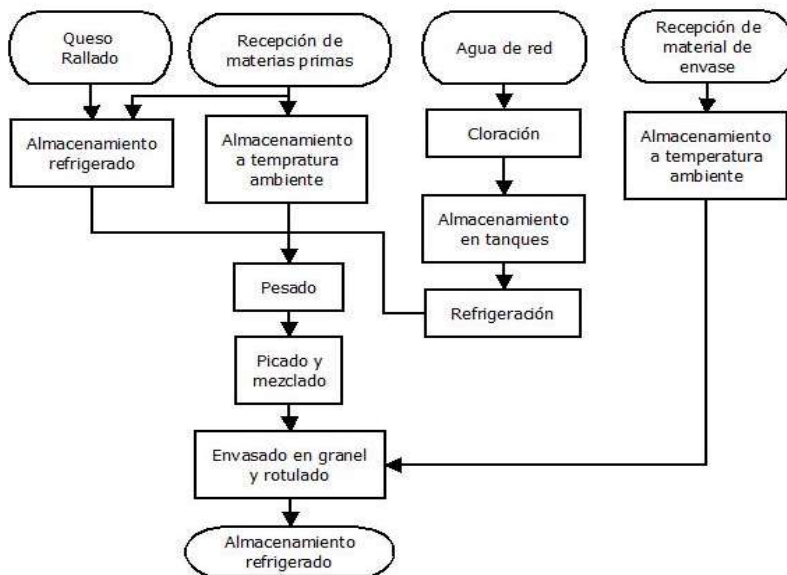 Queso
Rallado
Recepción de
materias primas
Agua de red
Recepción de
material de
envase
Almacenamiento
refrigerado
Almacenamiento
a tempratura
ambiente
Cloración
Almacenamiento
a temperatura
ambiente
Almacenamiento
en tanques
Pesado
Refrigeración
Picado y
mezclado
Envasado en granel
y rotulado
Almacenamiento
refrigerado